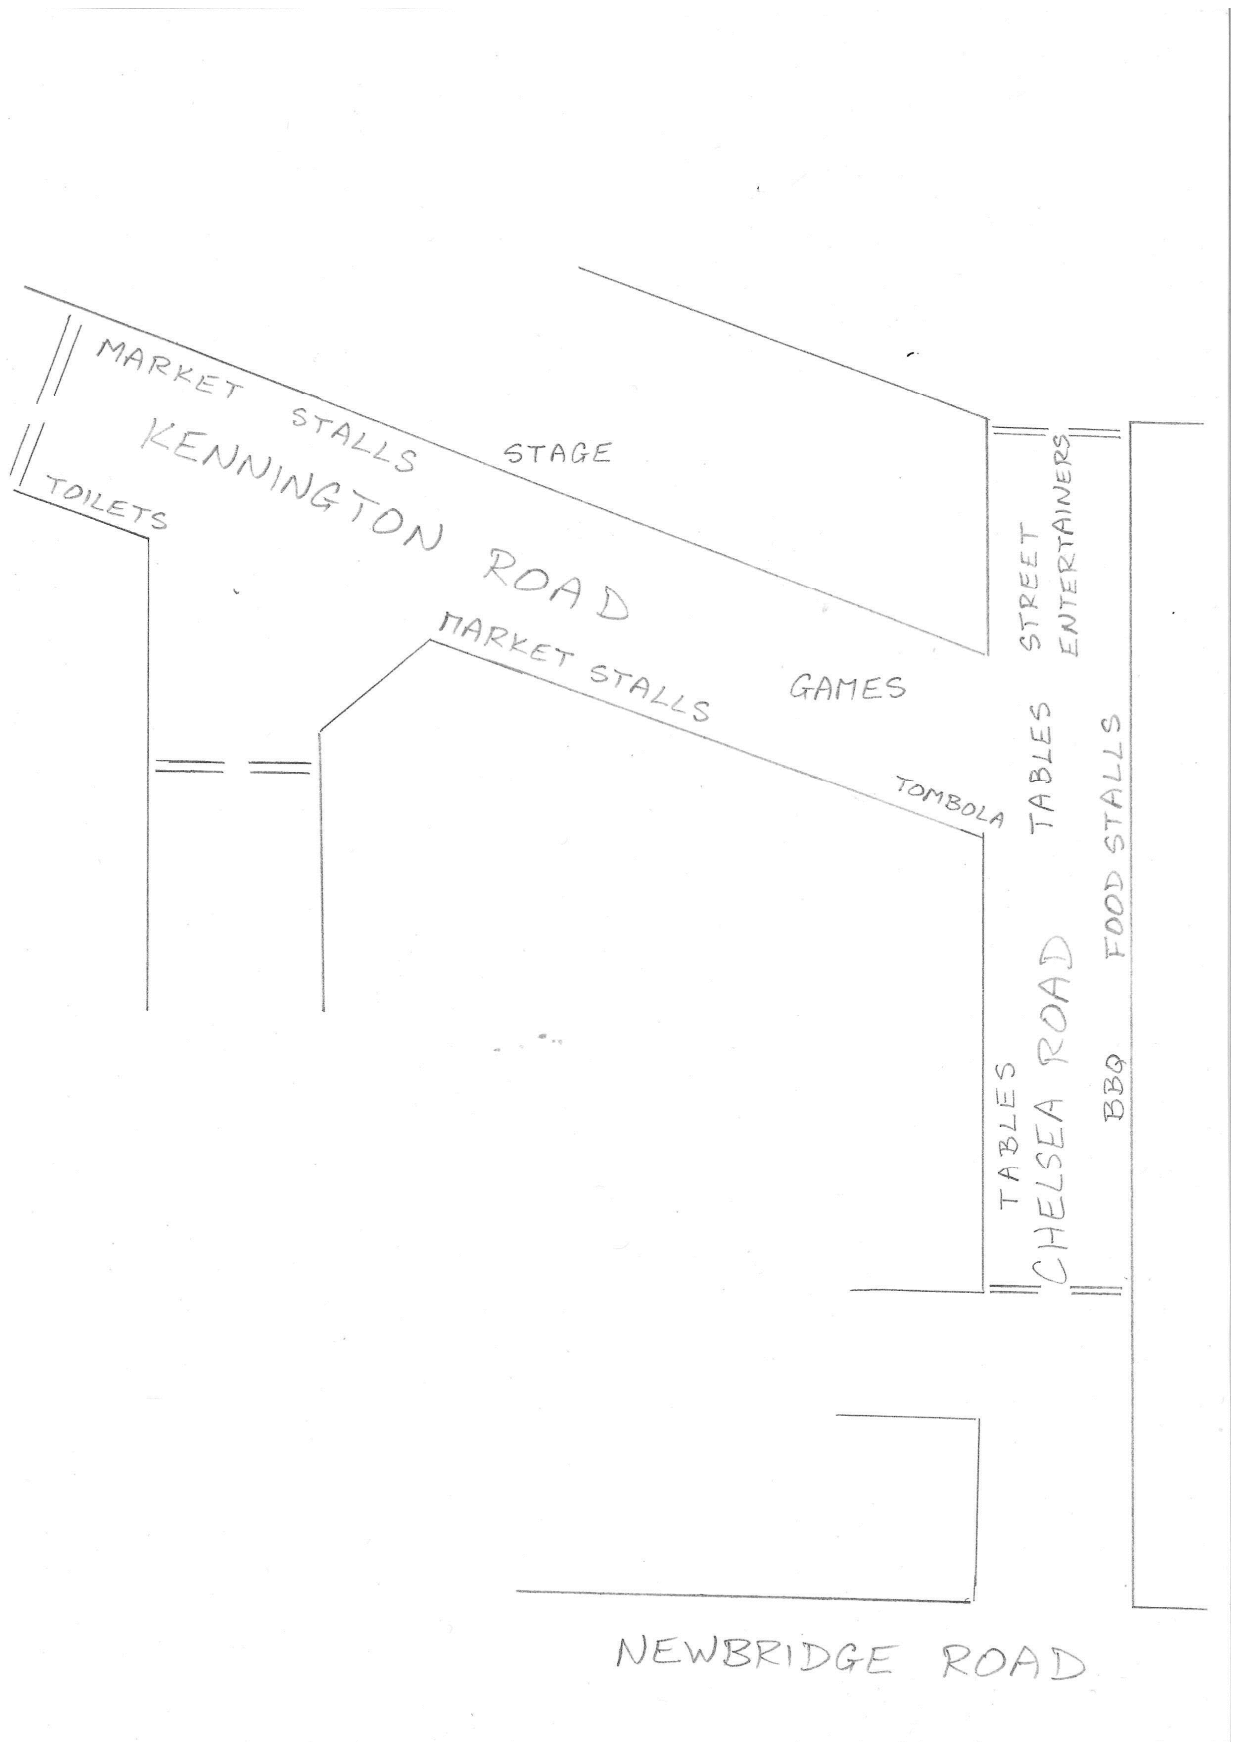 MARKET STALLS
STAGE
KENNINGTON ROAD
TOILETS
MARKET STALLS
GAMES
TOMBOLA
STREET
ENTERTAINERS
TABLES
FOOD STALLS
CHELSEA ROAD
TABLES
BBQ
NEWBRIDGE ROAD